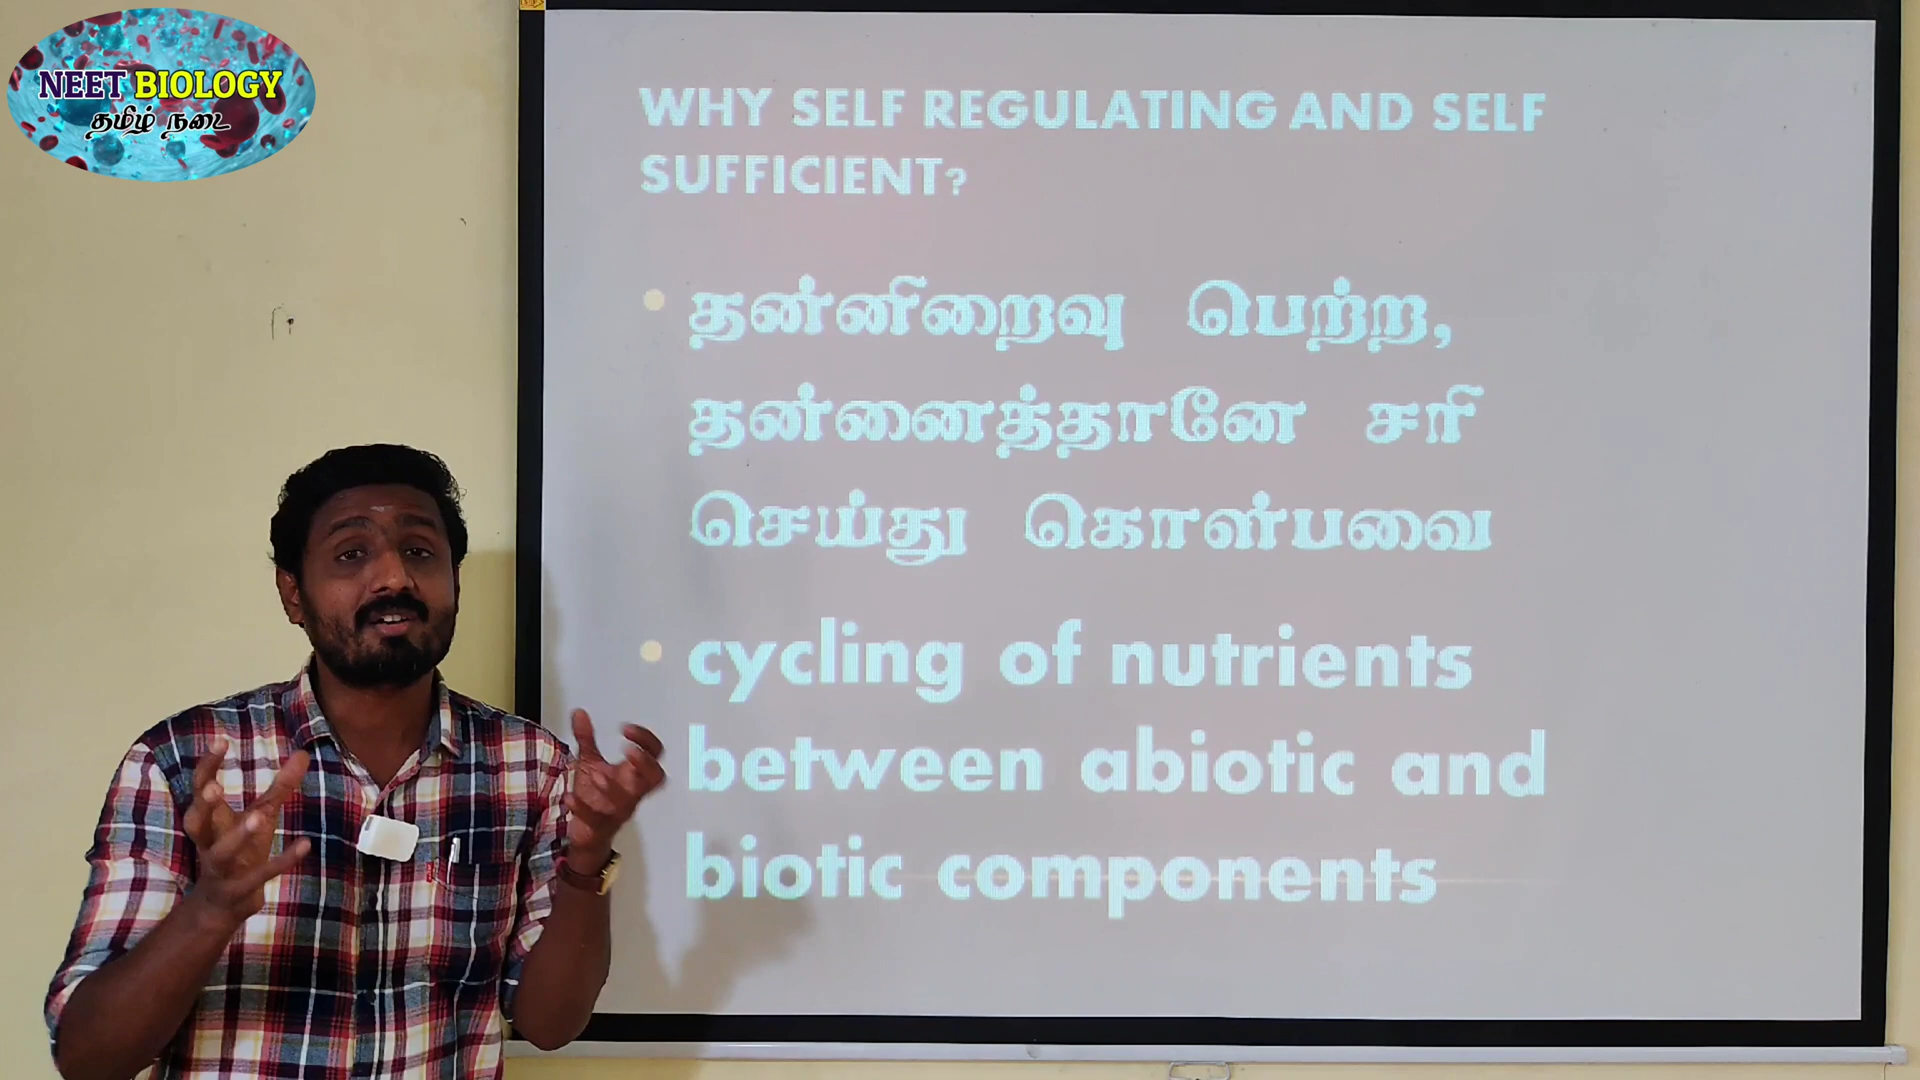 NEET BIOLOGY
தமிழ் நடை
WHY SELF REGULATING AND SELF
SUFFICIENT?
• தன்னிறைவு பெற்ற,
தன்னைத்தானே சரி
செய்து கொள்பவை
• cycling of nutrients
between abiotic and
biotic components